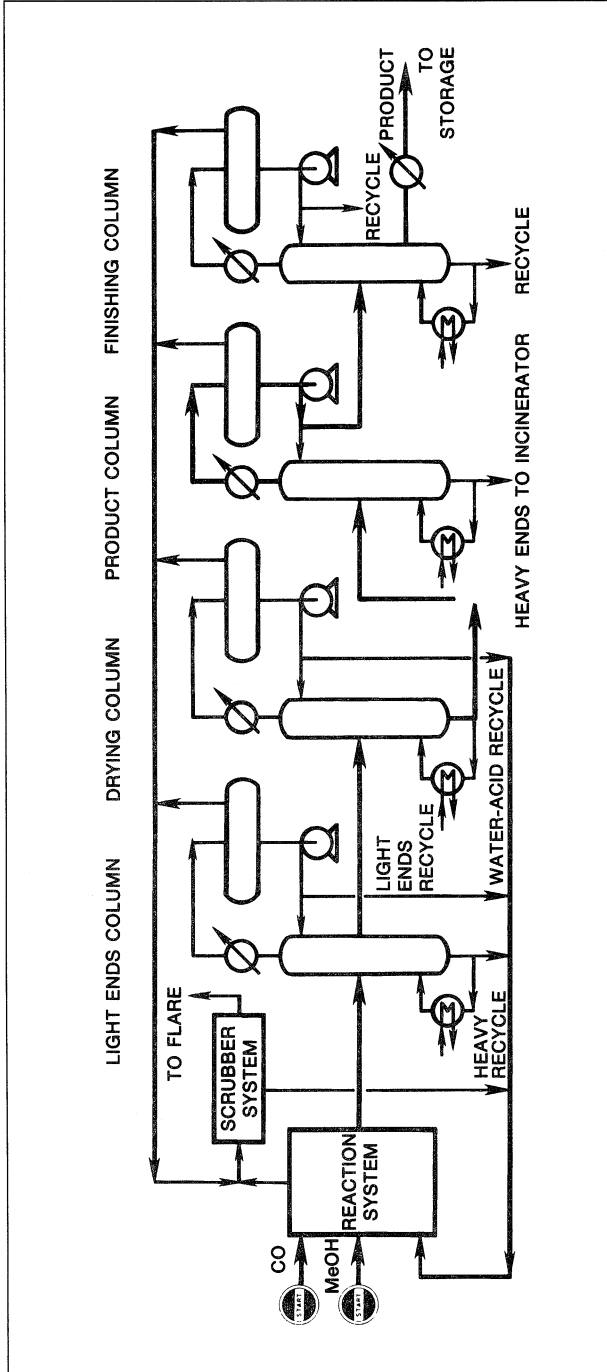 LIGHT ENDS COLUMN
DRYING COLUMN
PRODUCT COLUMN
FINISHING COLUMN
TO FLARE
SCRUBBER
SYSTEM
CO
START
MeOH
START
REACTION
SYSTEM
HEAVY
RECYCLE
LIGHT
ENDS
RECYCLE
WATER-ACID RECYCLE
HEAVY ENDS TO INCINERATOR
RECYCLE
RECYCLE
PRODUCT
TO
STORAGE